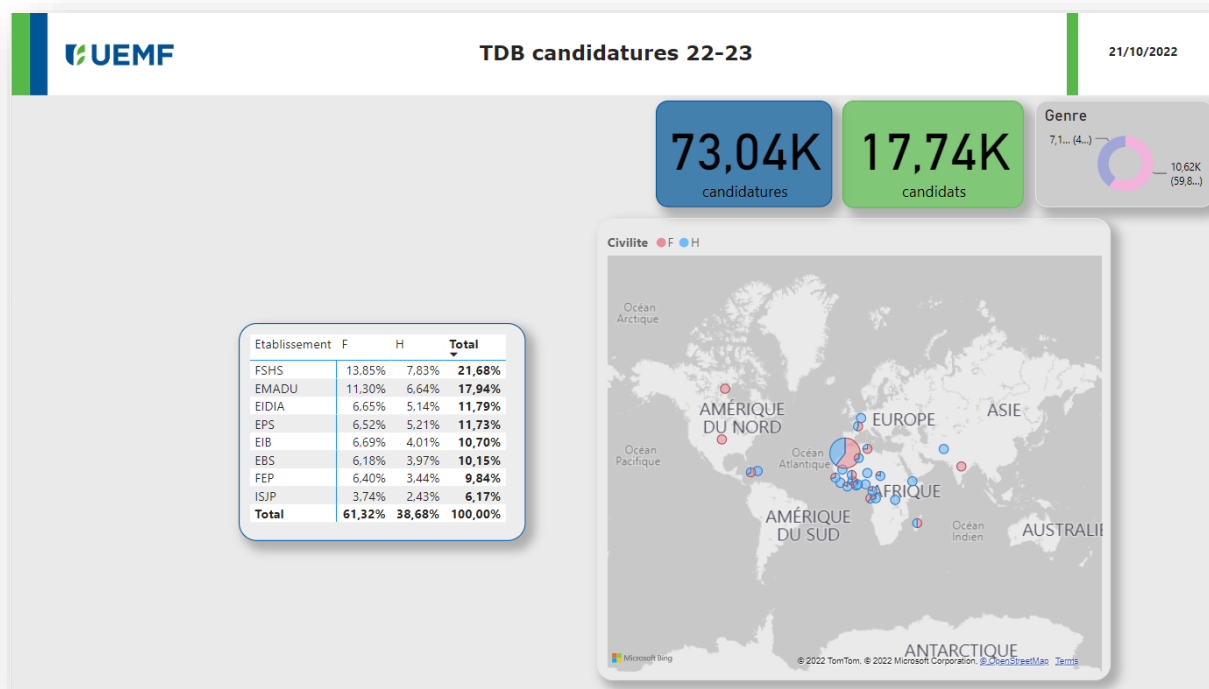 UEMF
TDB candidatures 22-23
21/10/2022
73,04K
candidatures
17,74K
candidats
Genre
7,1... (4...)
10,62K
(59,8...)
Etablissement F H Total
FSHS 13,85% 7,83% 21,68%
EMADU 11,30% 6,64% 17,94%
EIDIA 6,65% 5,14% 11,79%
EPS 6,52% 5,21% 11,73%
EIB 6,69% 4,01% 10,70%
EBS 6,18% 3,97% 10,15%
FEP 6,40% 3,44% 9,84%
ISJP 3,74% 2,43% 6,17%
Total 61,32% 38,68% 100,00%
Civilite F H
Océan
Arctique
AMÉRIQUE
DU NORD
EUROPE
ASIE
Océan
Pacifique
Océan
Atlantique
AFRIQUE
AMÉRIQUE
DU SUD
Océan
Indien
AUSTRALIE
ANTARCTIQUE
Microsoft Bing
© 2022 TomTom, © 2022 Microsoft Corporation, © OpenStreetMap Terms